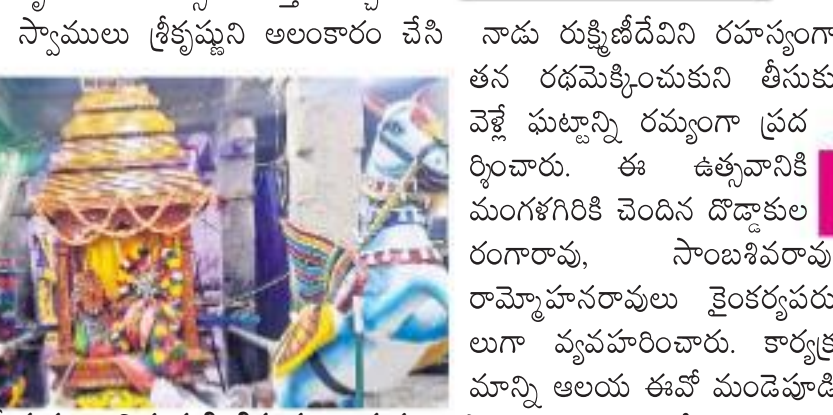 స్వాములు శ్రీకృష్ణుని అలంకారం చేసి
నాడు రుక్మిణీదేవిని రహస్యంగా
తన రథమెక్కించుకుని తీసుకు
వెళ్లే ఘట్టాన్ని రమ్యంగా ప్రద
ర్శించారు. ఈ ఉత్సవానికి
మంగళగిరికి చెందిన దొడ్డాకుల
రంగారావు, సాంబశివరావు
రామ్మోహనరావులు కైంకర్యపరు
లుగా వ్యవహరించారు. కార్యక్ర
మాన్ని ఆలయ ఈవో మండెపూడి